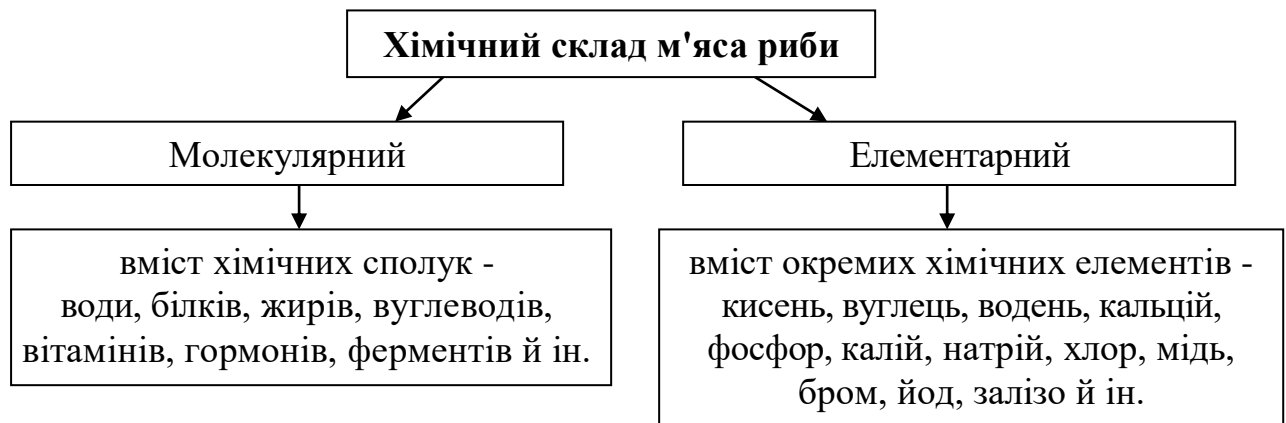 Хімічний склад м'яса риби
Молекулярний
Елементарний
вміст хімічних сполук -
води, білків, жирів, вуглеводів,
вітамінів, гормонів, ферментів й ін.
вміст окремих хімічних елементів -
кисень, вуглець, водень, кальцій,
фосфор, калій, натрій, хлор, мідь,
бром, йод, залізо й ін.